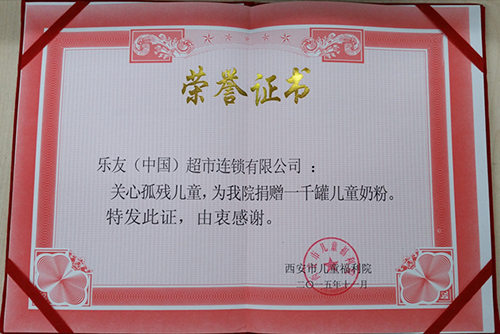 荣誉证书
乐友（中国）超市连锁有限公司：
关心孤残儿童，为我院捐赠一千罐儿童奶粉。
特发此证，由衷感谢。
西安市儿童福利院
二〇一五年十一月